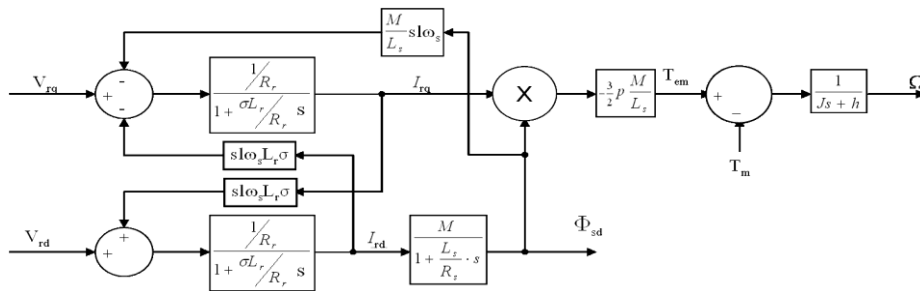 M/L_s slω_s
V_rq
+
-
-
(1/R_r)/(1 + (σL_r/R_r) s)
I_rq
X
-3/2 p M/L_s
T_em
+
−
T_m
1/(Js + h)
Ω
slω_sL_rσ
slω_sL_rσ
V_rd
+
+
(1/R_r)/(1 + (σL_r/R_r) s)
I_rd
M/(1 + (L_s/R_s)·s)
Φ_sd